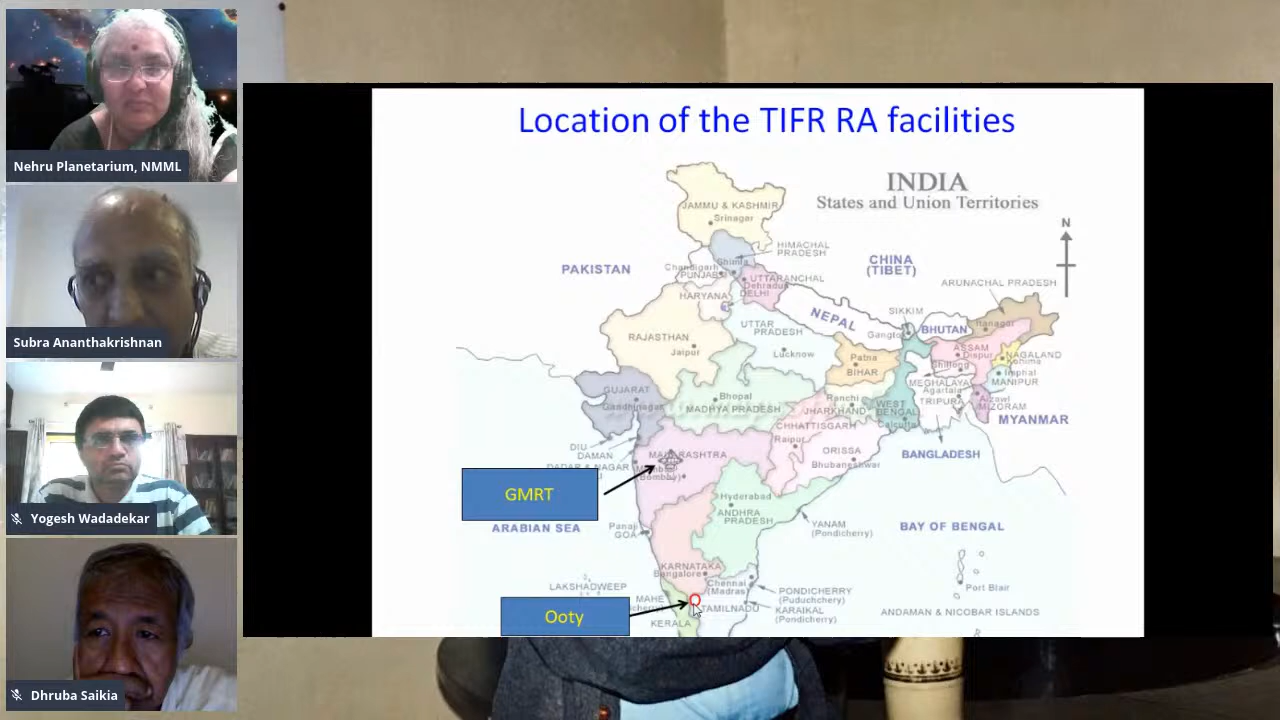 Nehru Planetarium, NMML
Subra Ananthakrishnan
Yogesh Wadadekar
Dhruba Saikia
Location of the TIFR RA facilities
INDIA
States and Union Territories
N
JAMMU & KASHMIR
Srinagar
HIMACHAL
PRADESH
PAKISTAN
CHINA
(TIBET)
Shimla
Chandigarh
PUNJAB
UTTARANCHAL
Dehradun
DELHI
HARYANA
ARUNACHAL PRADESH
SIKKIM
NEPAL
BHUTAN
Itanagar
Gangtok
RAJASTHAN
Jaipur
UTTAR
PRADESH
Lucknow
Patna
BIHAR
ASSAM
Dispur
NAGALAND
Kohima
Shillong
MEGHALAYA
Imphal
MANIPUR
Agartala
TRIPURA
Aizawl
MIZORAM
MYANMAR
GUJARAT
Gandhinagar
Bhopal
MADHYA PRADESH
Ranchi
JHARKHAND
WEST
BENGAL
Calcutta
CHHATTISGARH
Raipur
ORISSA
Bhubaneshwar
BANGLADESH
DIU
DAMAN
DADAR & NAGAR
MAHARASHTRA
Bombay)
GMRT
Hyderabad
ANDHRA
PRADESH
ARABIAN SEA
Panaji
GOA
YANAM
(Pondicherry)
BAY OF BENGAL
KARNATAKA
Bangalore
Chennai
(Madras)
LAKSHADWEEP
MAHE
PONDICHERRY
(Puduchchery)
KARAIKAL
(Pondicherry)
Port Blair
ANDAMAN & NICOBAR ISLANDS
TAMILNADU
KERALA
Ooty